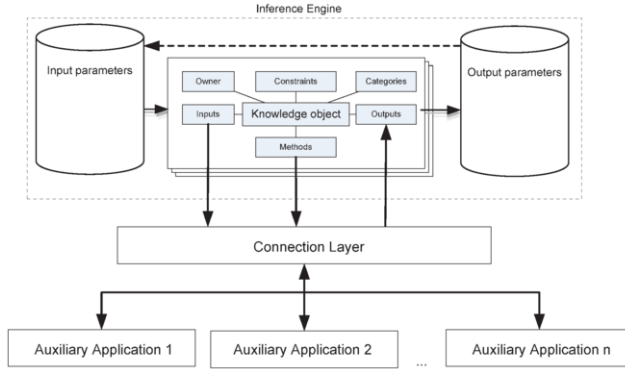 Inference Engine
Input parameters
Output parameters
Owner
Constraints
Categories
Inputs
Knowledge object
Outputs
Methods
Connection Layer
Auxiliary Application 1
Auxiliary Application 2
...
Auxiliary Application n